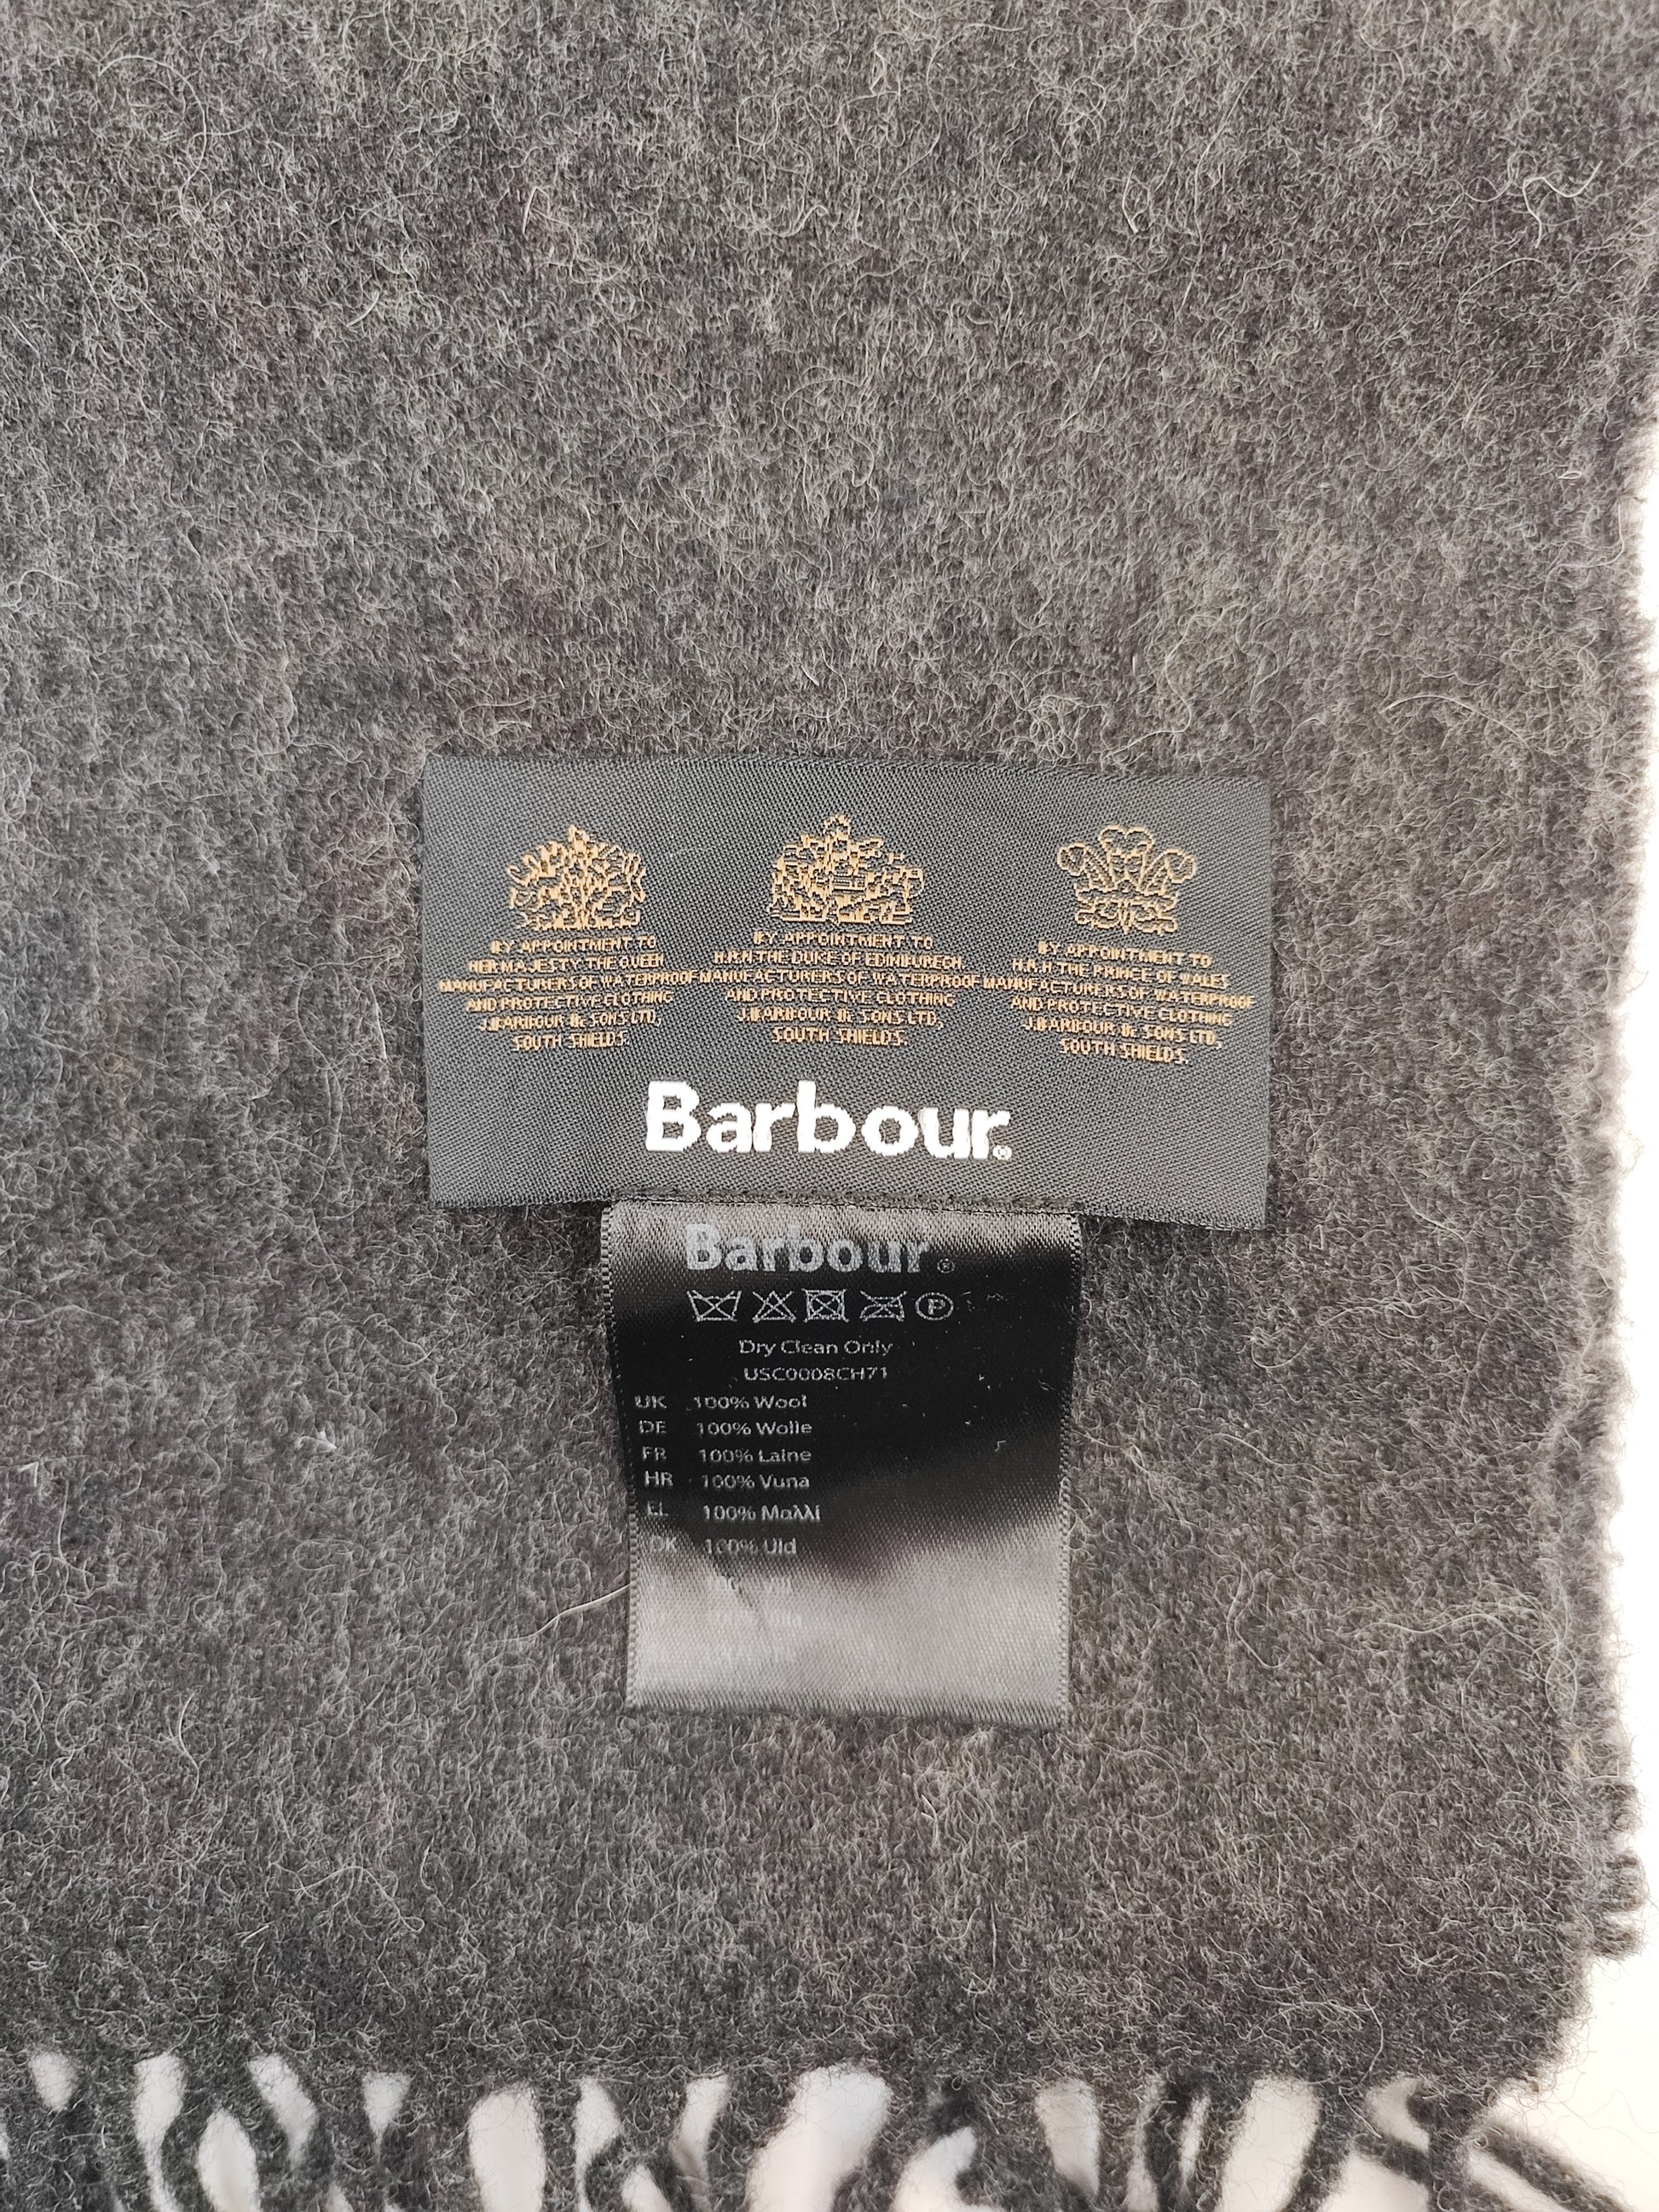 BY APPOINTMENT TO
HER MAJESTY THE QUEEN
MANUFACTURERS OF WATERPROOF
AND PROTECTIVE CLOTHING
J.BARBOUR & SONS LTD,
SOUTH SHIELDS.
BY APPOINTMENT TO
H.R.H THE DUKE OF EDINBURGH
MANUFACTURERS OF WATERPROOF
AND PROTECTIVE CLOTHING
J.BARBOUR & SONS LTD,
SOUTH SHIELDS.
BY APPOINTMENT TO
H.R.H THE PRINCE OF WALES
MANUFACTURERS OF WATERPROOF
AND PROTECTIVE CLOTHING
J.BARBOUR & SONS LTD,
SOUTH SHIELDS.
Barbour®
Barbour®
P
Dry Clean Only
USC0008CH71
UK 100% Wool
DE 100% Wolle
FR 100% Laine
HR 100% Vuna
EL 100% Μαλλί
DK 100% Uld